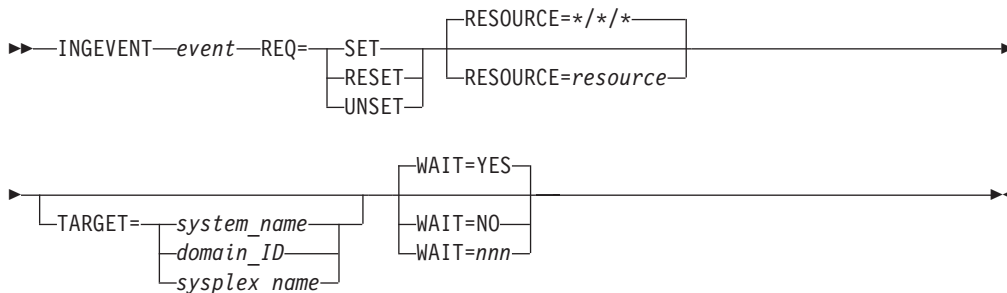 RESOURCE=*/*/*
INGEVENT event REQ= SET
RESET RESOURCE=resource
UNSET
WAIT=YES
TARGET= system_name WAIT=NO
domain_ID WAIT=nnn
sysplex name